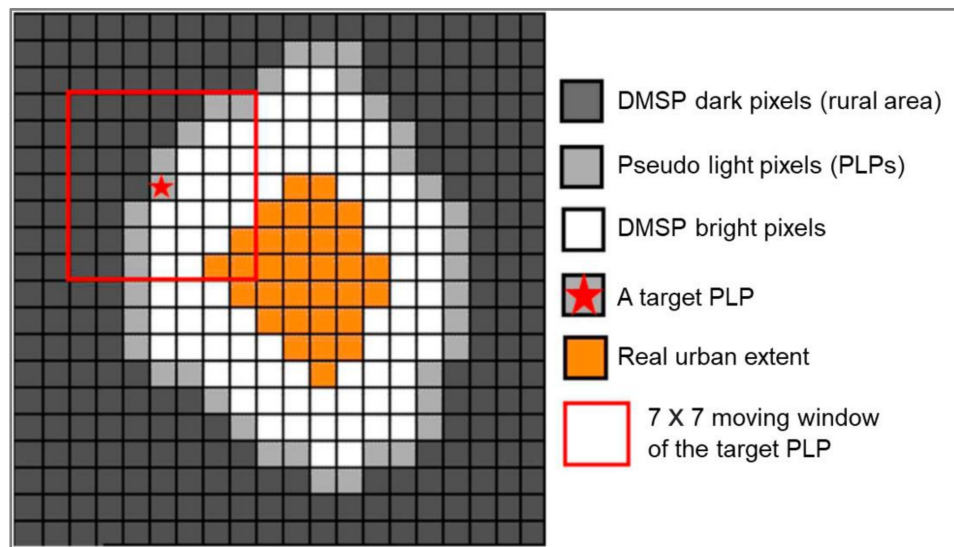 DMSP dark pixels (rural area)
Pseudo light pixels (PLPs)
DMSP bright pixels
A target PLP
Real urban extent
7 X 7 moving window
of the target PLP